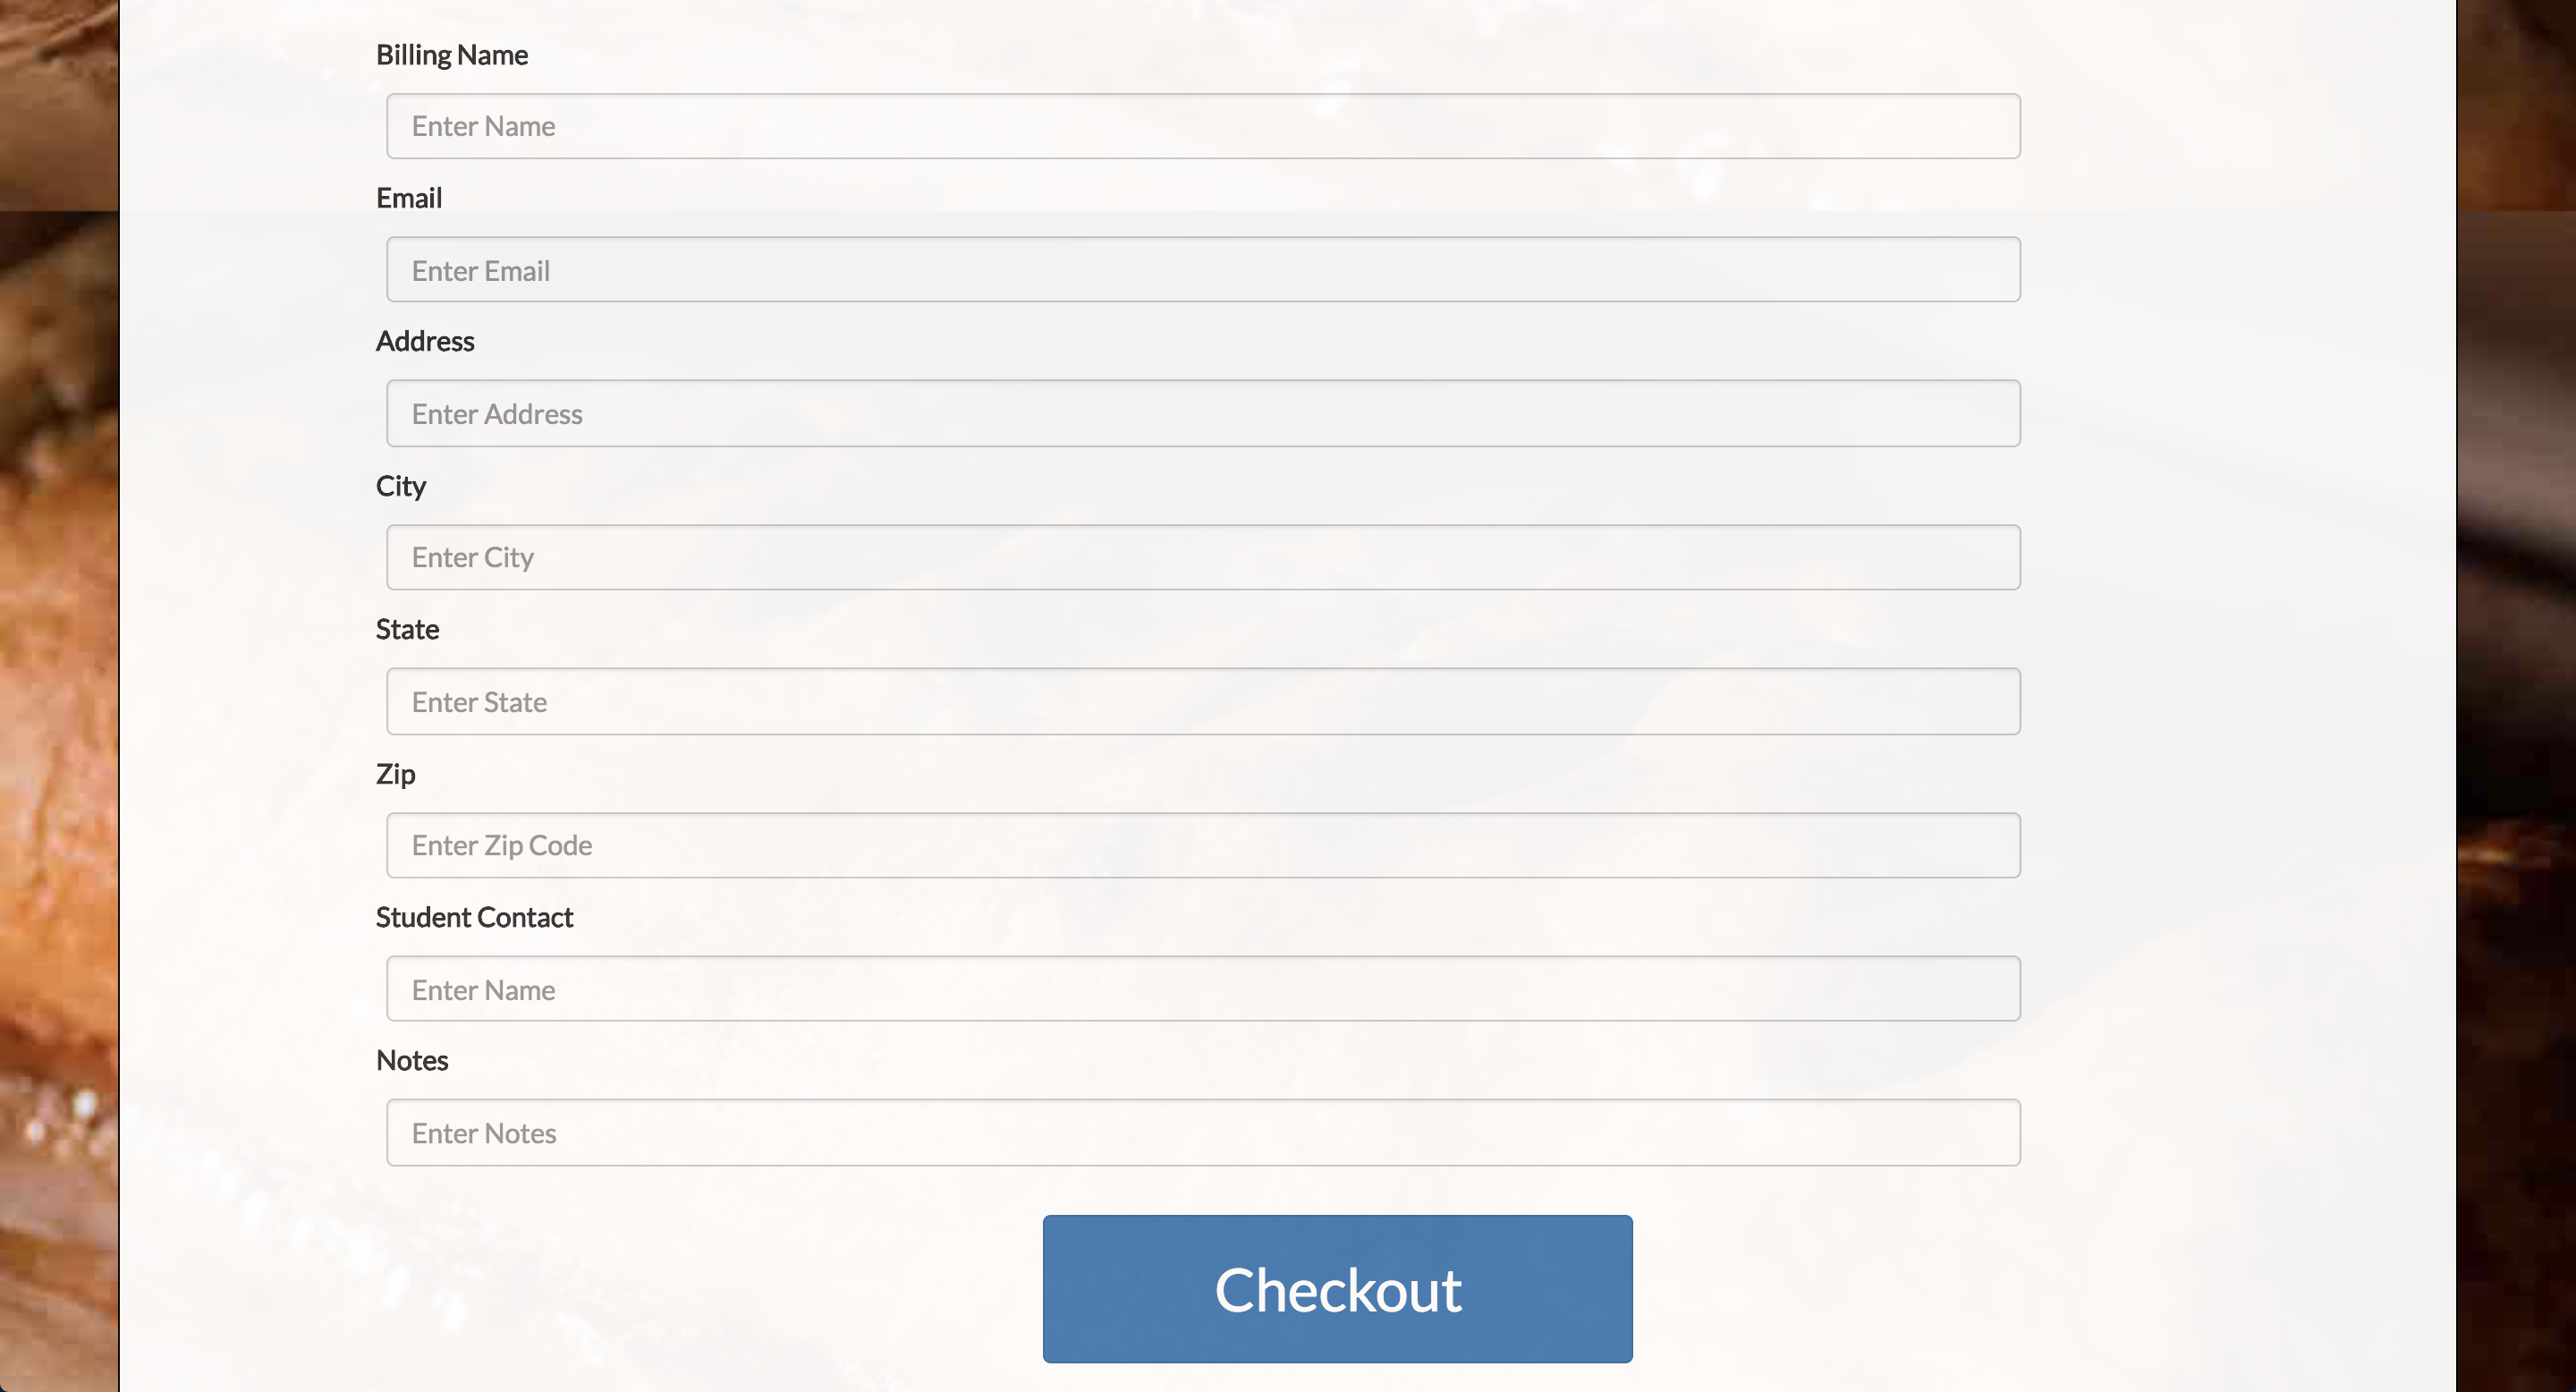 Billing Name
Enter Name
Email
Enter Email
Address
Enter Address
City
Enter City
State
Enter State
Zip
Enter Zip Code
Student Contact
Enter Name
Notes
Enter Notes
Checkout